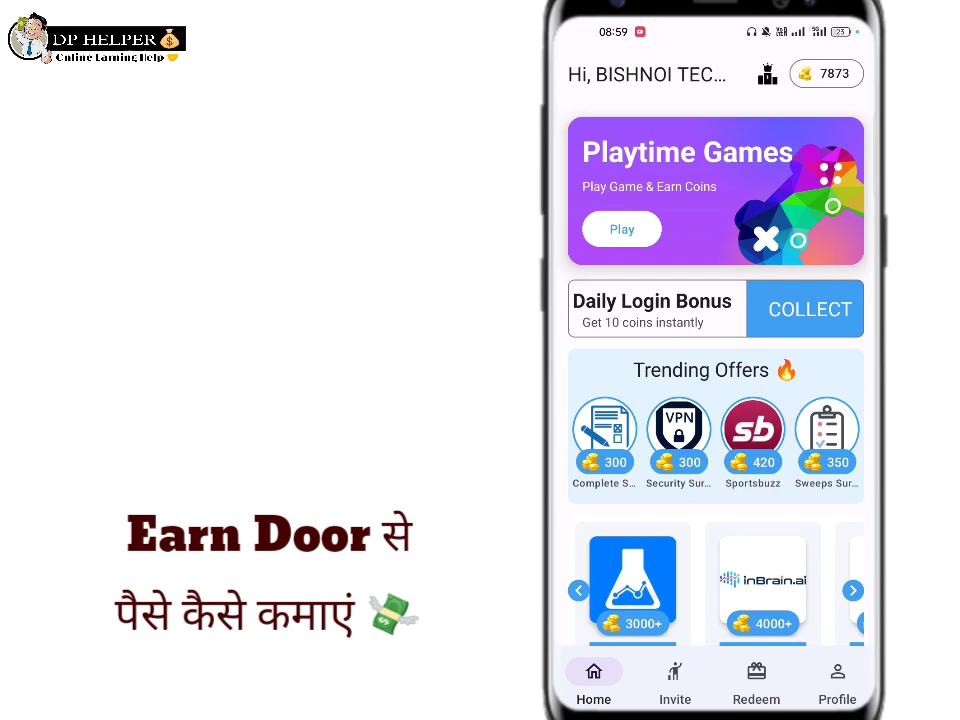 DP HELPER
Online Larning Help
08:59
23
Hi, BISHNOI TEC...
7873
Playtime Games
Play Game & Earn Coins
Play
Daily Login Bonus
Get 10 coins instantly
COLLECT
Trending Offers 🔥
VPN
sb
300
300
420
350
Complete S...
Security Sur...
Sportsbuzz
Sweeps Sur...
inBrain.ai
3000+
4000+
Earn Door से
पैसे कैसे कमाएं 💸
Home
Invite
Redeem
Profile